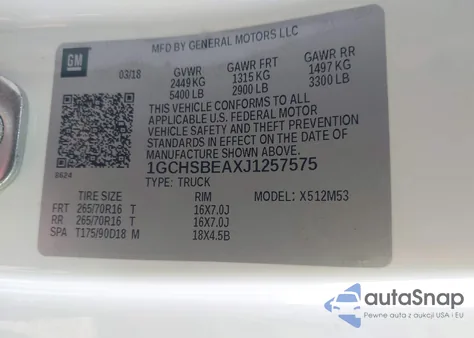 MFD BY GENERAL MOTORS LLC
GM
03/18
GVWR
GAWR FRT
GAWR RR
2449 KG
1315 KG
1497 KG
5400 LB
2900 LB
3300 LB
THIS VEHICLE CONFORMS TO ALL
APPLICABLE U.S. FEDERAL MOTOR
VEHICLE SAFETY AND THEFT PREVENTION
STANDARDS IN EFFECT ON THE DATE OF
MANUFACTURE SHOWN ABOVE.
1GCHSBEAXJ1257575
8624
TYPE: TRUCK
MODEL: X512M53
TIRE SIZE
RIM
FRT 265/70R16 T 16X7.0J
RR 265/70R16 T 16X7.0J
SPA T175/90D18 M 18X4.5B
autoSnap
Pewne auta z aukcji USA i EU